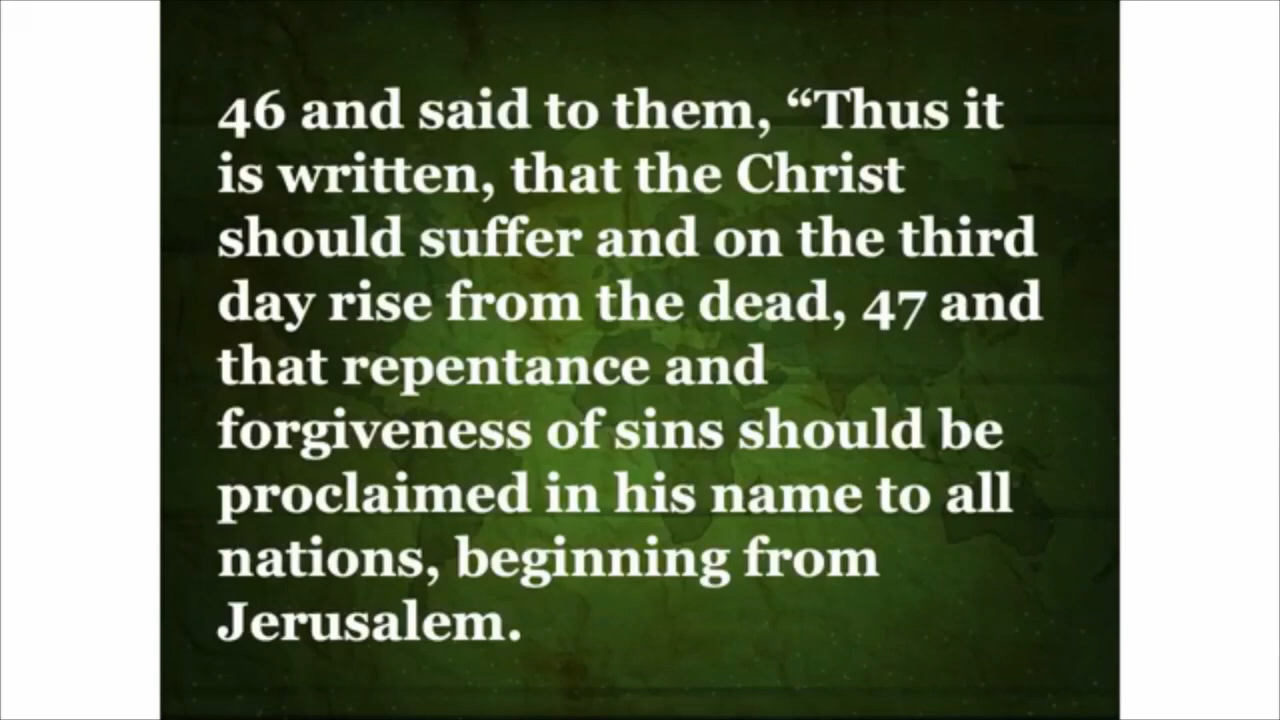 46 and said to them, “Thus it
is written, that the Christ
should suffer and on the third
day rise from the dead, 47 and
that repentance and
forgiveness of sins should be
proclaimed in his name to all
nations, beginning from
Jerusalem.